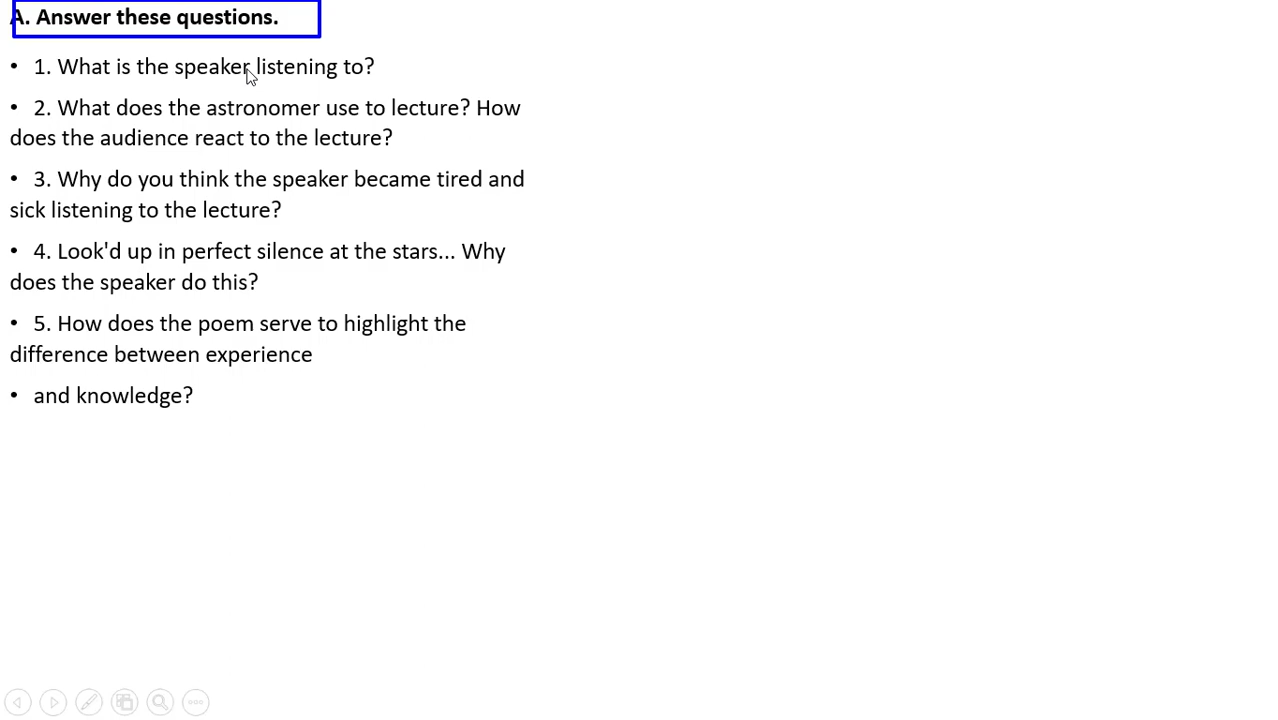 A. Answer these questions.
• 1. What is the speaker listening to?
• 2. What does the astronomer use to lecture? How
does the audience react to the lecture?
• 3. Why do you think the speaker became tired and
sick listening to the lecture?
• 4. Look'd up in perfect silence at the stars... Why
does the speaker do this?
• 5. How does the poem serve to highlight the
difference between experience
• and knowledge?